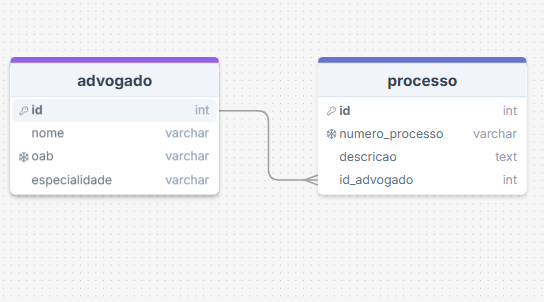 advogado
id int
nome varchar
oab varchar
especialidade varchar
processo
id int
numero_processo varchar
descricao text
id_advogado int